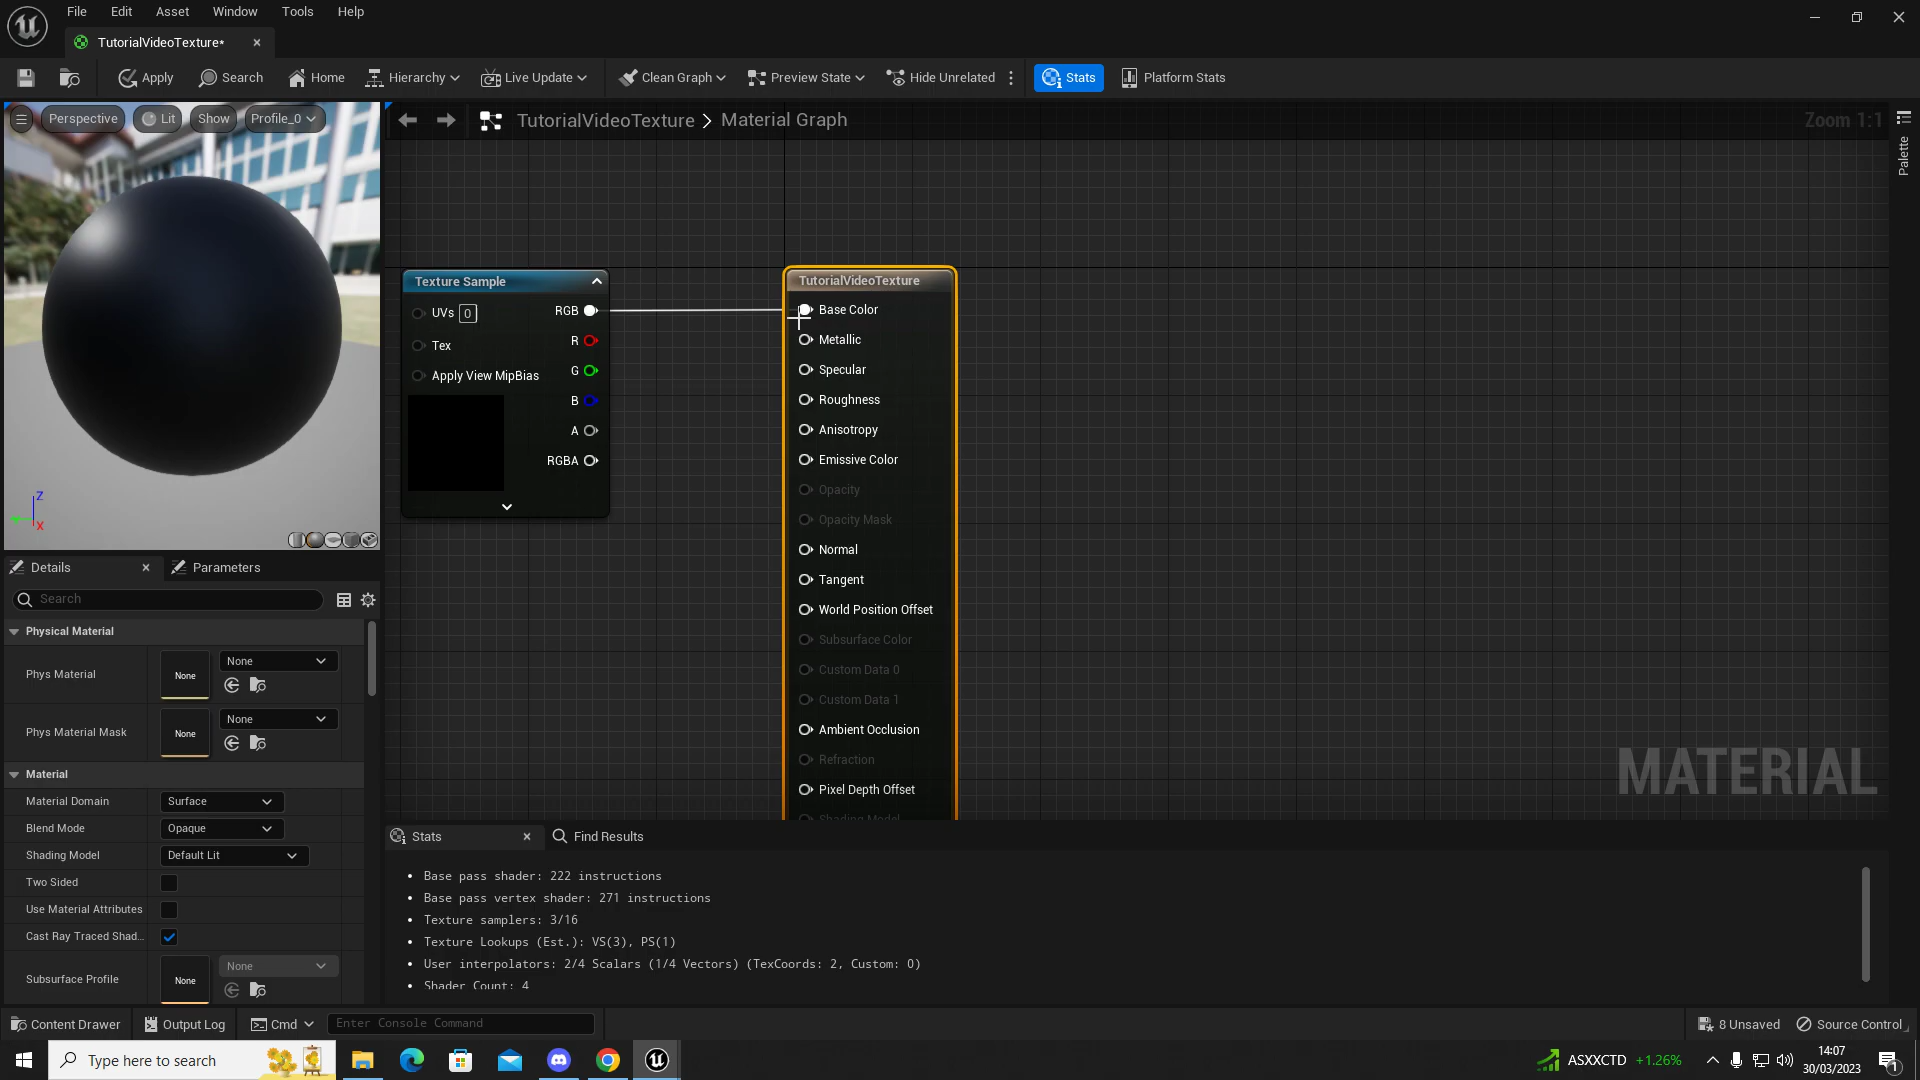 File Edit Asset Window Tools Help
TutorialVideoTexture*
Apply Search Home Hierarchy Live Update Clean Graph Preview State Hide Unrelated Stats Platform Stats
Perspective Lit Show Profile_0
TutorialVideoTexture > Material Graph
Zoom 1:1
Palette
Texture Sample
UVs 0 RGB
R
Tex
G
Apply View MipBias
B
A
RGBA
TutorialVideoTexture
Base Color
Metallic
Specular
Roughness
Anisotropy
Emissive Color
Opacity
Opacity Mask
Normal
Tangent
World Position Offset
Subsurface Color
Custom Data 0
Custom Data 1
Ambient Occlusion
Refraction
Pixel Depth Offset
Shading Model
MATERIAL
Z
X
Details Parameters
Search
Physical Material
Phys Material None None
Phys Material Mask None None
Material
Material Domain Surface
Blend Mode Opaque
Shading Model Default Lit
Two Sided
Use Material Attributes
Cast Ray Traced Shad...
Subsurface Profile None None
Stats Find Results
• Base pass shader: 222 instructions
• Base pass vertex shader: 271 instructions
• Texture samplers: 3/16
• Texture Lookups (Est.): VS(3), PS(1)
• User interpolators: 2/4 Scalars (1/4 Vectors) (TexCoords: 2, Custom: 0)
• Shader Count: 4
Content Drawer Output Log Cmd Enter Console Command 8 Unsaved Source Control
Type here to search
ASXXCTD +1.26%
14:07
30/03/2023
1